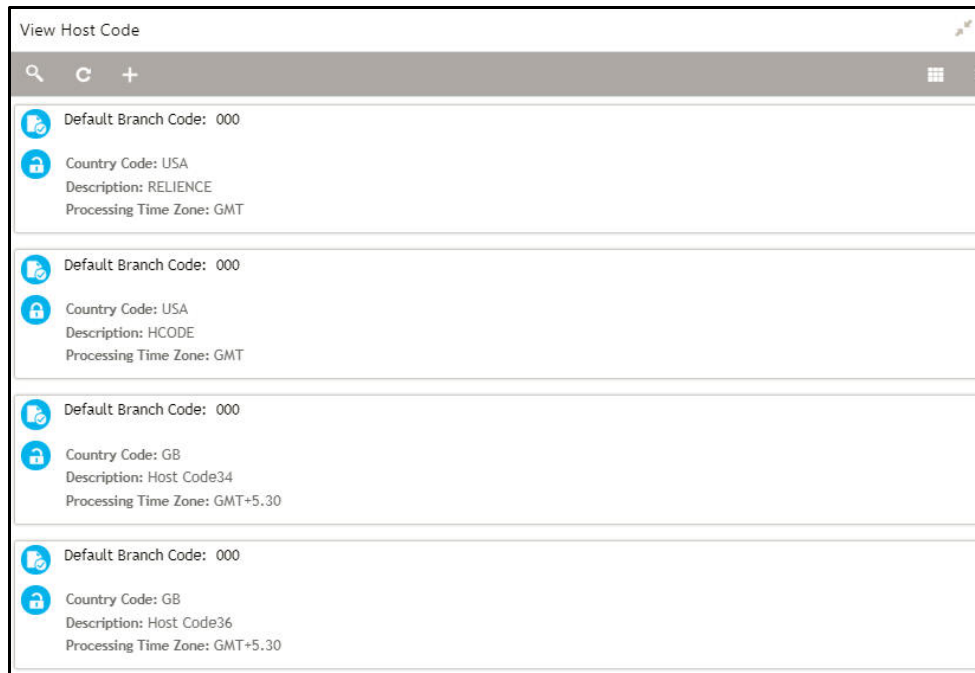 View Host Code
Default Branch Code: 000
Country Code: USA
Description: RELIENCE
Processing Time Zone: GMT
Default Branch Code: 000
Country Code: USA
Description: HCODE
Processing Time Zone: GMT
Default Branch Code: 000
Country Code: GB
Description: Host Code34
Processing Time Zone: GMT+5.30
Default Branch Code: 000
Country Code: GB
Description: Host Code36
Processing Time Zone: GMT+5.30